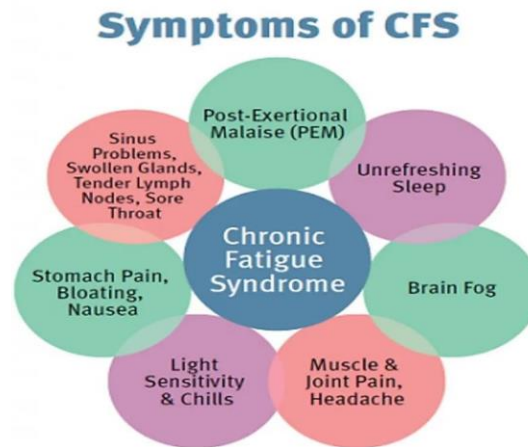 Symptoms of CFS
Post-Exertional
Malaise (PEM)
Unrefreshing
Sleep
Brain Fog
Muscle &
Joint Pain,
Headache
Light
Sensitivity
& Chills
Stomach Pain,
Bloating,
Nausea
Sinus
Problems,
Swollen Glands,
Tender Lymph
Nodes, Sore
Throat
Chronic
Fatigue
Syndrome